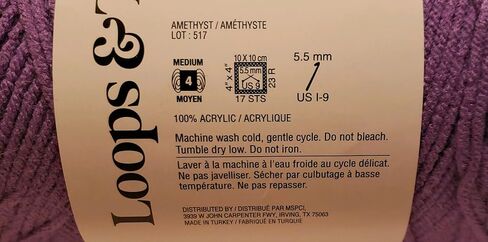 AMETHYST / AMÉTHYSTE
LOT : 517
MEDIUM
4
MOYEN
10 X 10 cm
4" x 4"
5.5 mm
US 9
23 R
17 STS
5.5 mm
US I-9
100% ACRYLIC / ACRYLIQUE
Machine wash cold, gentle cycle. Do not bleach.
Tumble dry low. Do not iron.
Laver à la machine à l'eau froide au cycle délicat.
Ne pas javelliser. Sécher par culbutage à basse
température. Ne pas repasser.
DISTRIBUTED BY / DISTRIBUÉ PAR MSPCI,
3939 W JOHN CARPENTER FWY, IRVING, TX 75063
MADE IN TURKEY / FABRIQUÉ EN TURQUIE
Loops &